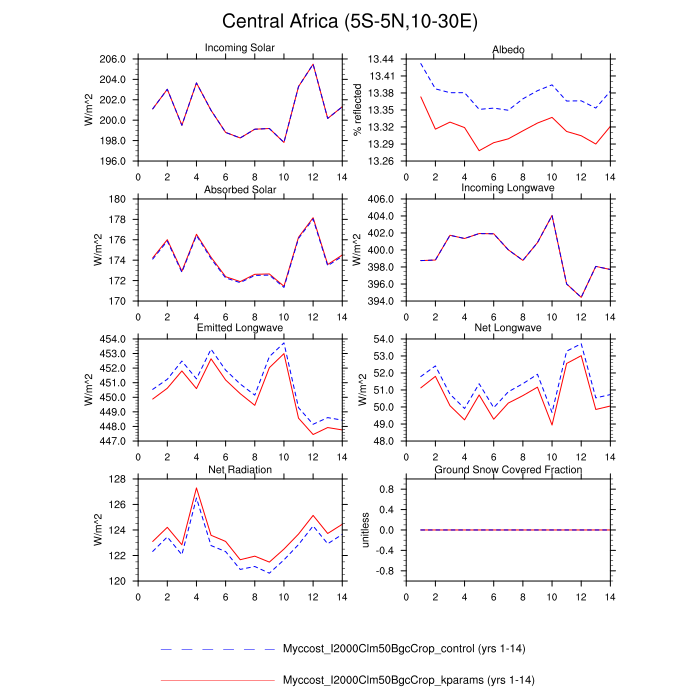 Central Africa (5S-5N,10-30E)
Incoming Solar
W/m^2
206.0
204.0
202.0
200.0
198.0
196.0
0 2 4 6 8 10 12 14
Albedo
% reflected
13.44
13.41
13.38
13.35
13.32
13.29
13.26
0 2 4 6 8 10 12 14
Absorbed Solar
W/m^2
180
178
176
174
172
170
0 2 4 6 8 10 12 14
Incoming Longwave
W/m^2
406.0
404.0
402.0
400.0
398.0
396.0
394.0
0 2 4 6 8 10 12 14
Emitted Longwave
W/m^2
454.0
453.0
452.0
451.0
450.0
449.0
448.0
447.0
0 2 4 6 8 10 12 14
Net Longwave
W/m^2
54.0
53.0
52.0
51.0
50.0
49.0
48.0
0 2 4 6 8 10 12 14
Net Radiation
W/m^2
128
126
124
122
120
0 2 4 6 8 10 12 14
Ground Snow Covered Fraction
unitless
0.8
0.4
0.0
-0.4
-0.8
0 2 4 6 8 10 12 14
Myccost_I2000Clm50BgcCrop_control (yrs 1-14)
Myccost_I2000Clm50BgcCrop_kparams (yrs 1-14)